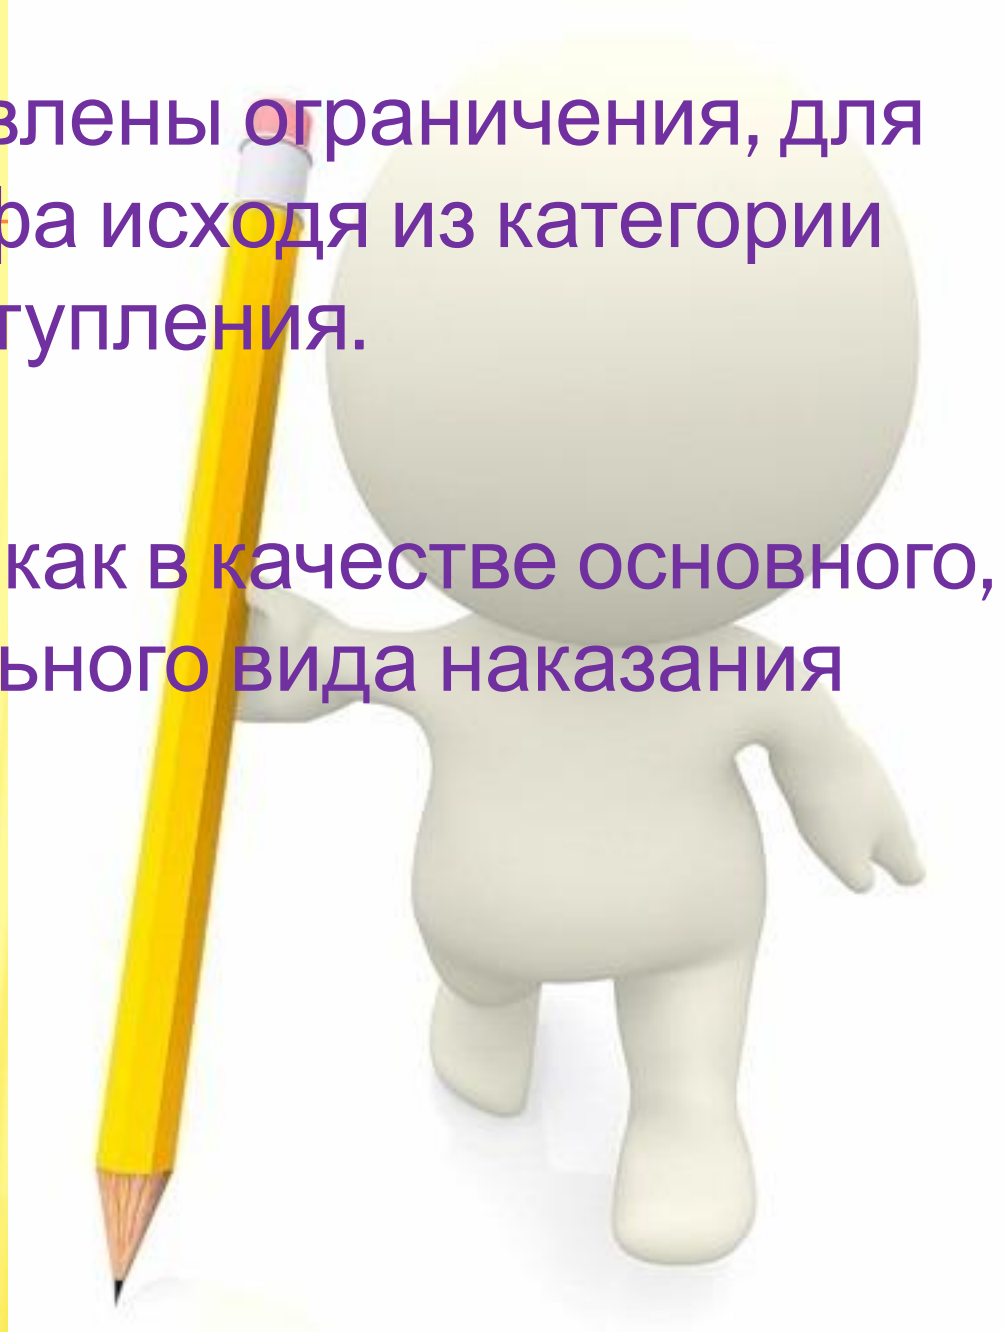 влены ограничения, для
фа исходя из категории
тупления.
как в качестве основного,
ьного вида наказания